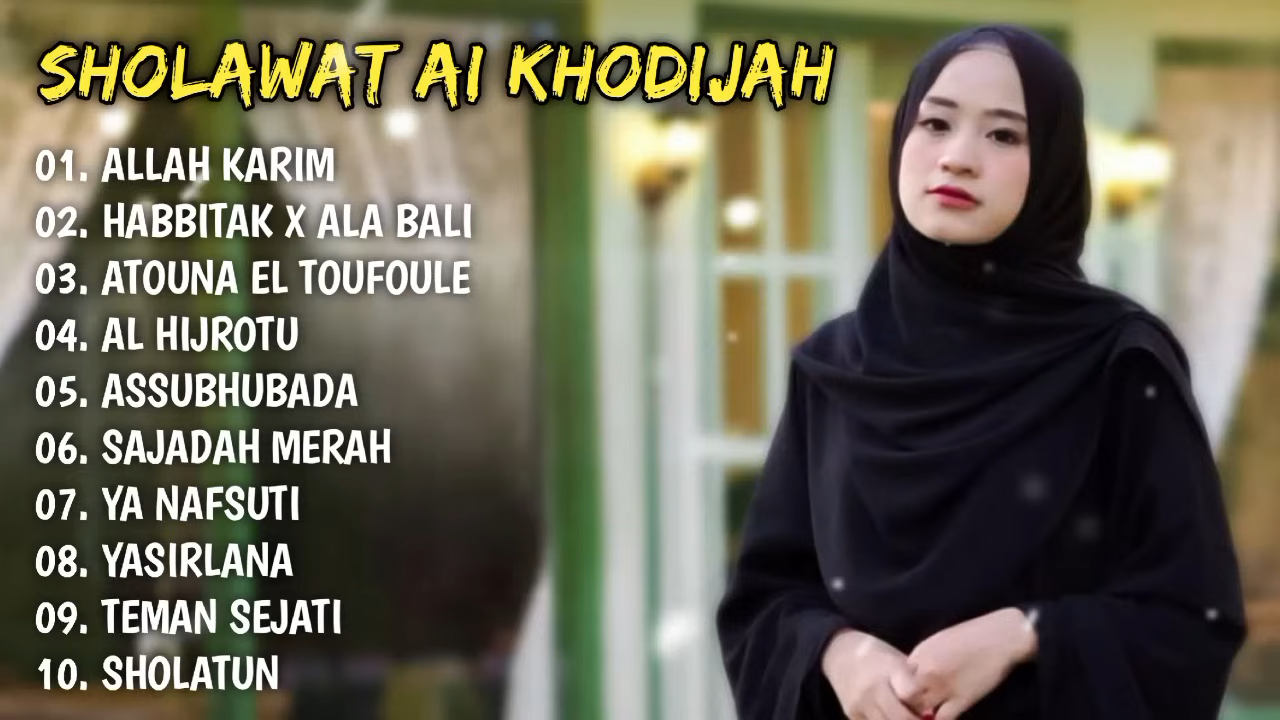 SHOLAWAT AI KHODIJAH
01. ALLAH KARIM
02. HABBITAK X ALA BALI
03. ATOUNA EL TOUFOULE
04. AL HIJROTU
05. ASSUBHUBADA
06. SAJADAH MERAH
07. YA NAFSUTI
08. YASIRLANA
09. TEMAN SEJATI
10. SHOLATUN